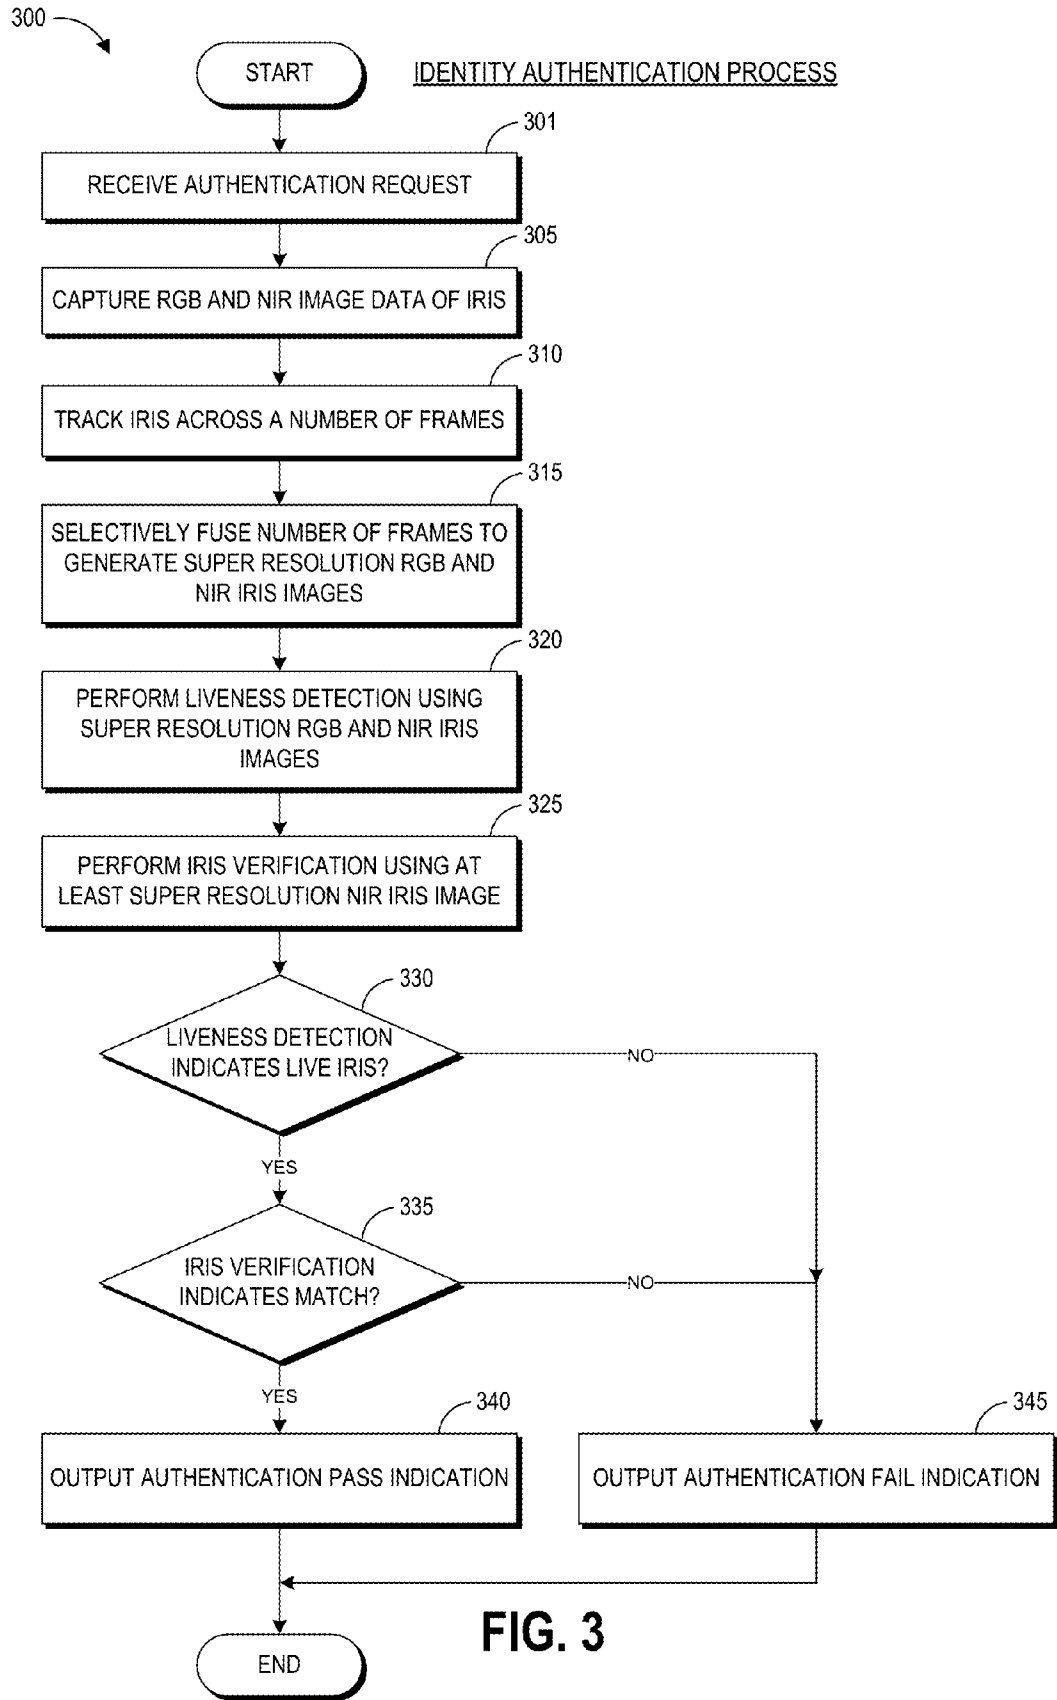 300
START
IDENTITY AUTHENTICATION PROCESS
301
RECEIVE AUTHENTICATION REQUEST
305
CAPTURE RGB AND NIR IMAGE DATA OF IRIS
310
TRACK IRIS ACROSS A NUMBER OF FRAMES
315
SELECTIVELY FUSE NUMBER OF FRAMES TO
GENERATE SUPER RESOLUTION RGB AND
NIR IRIS IMAGES
320
PERFORM LIVENESS DETECTION USING
SUPER RESOLUTION RGB AND NIR IRIS
IMAGES
325
PERFORM IRIS VERIFICATION USING AT
LEAST SUPER RESOLUTION NIR IRIS IMAGE
330
LIVENESS DETECTION
INDICATES LIVE IRIS?
NO
YES
335
IRIS VERIFICATION
INDICATES MATCH?
NO
YES
340
OUTPUT AUTHENTICATION PASS INDICATION
345
OUTPUT AUTHENTICATION FAIL INDICATION
FIG. 3
END